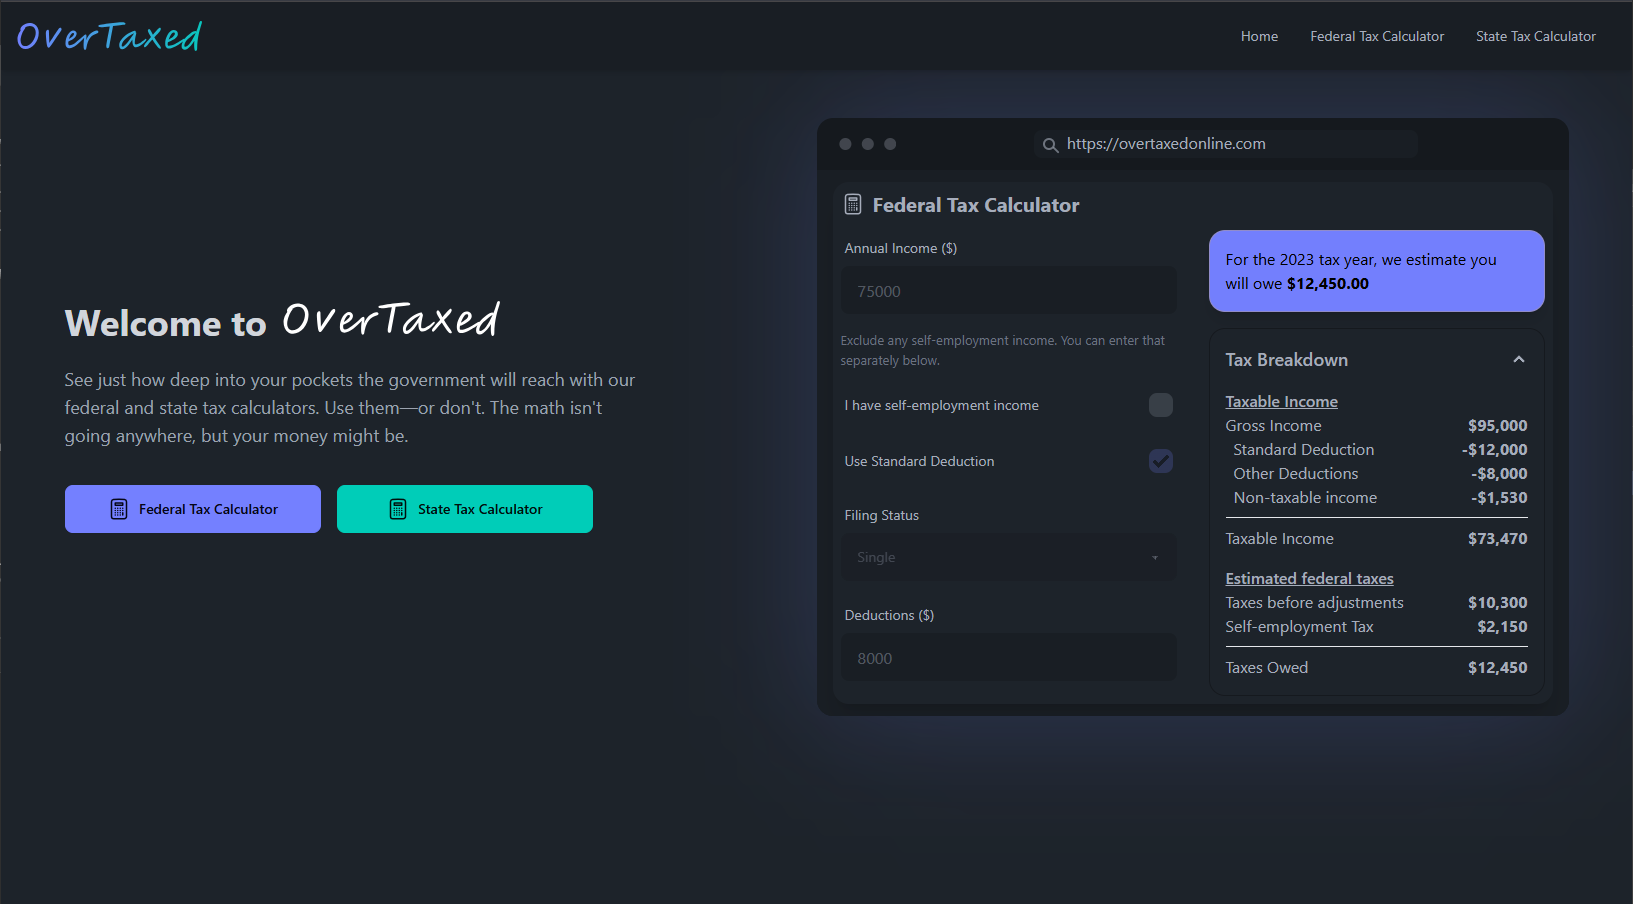 OverTaxed
Home Federal Tax Calculator State Tax Calculator
Welcome to OverTaxed
See just how deep into your pockets the government will reach with our
federal and state tax calculators. Use them—or don't. The math isn't
going anywhere, but your money might be.
Federal Tax Calculator
State Tax Calculator
https://overtaxedonline.com
Federal Tax Calculator
Annual Income ($)
75000
Exclude any self-employment income. You can enter that
separately below.
I have self-employment income
Use Standard Deduction
Filing Status
Single
Deductions ($)
8000
For the 2023 tax year, we estimate you
will owe $12,450.00
Tax Breakdown
Taxable Income
Gross Income $95,000
Standard Deduction -$12,000
Other Deductions -$8,000
Non-taxable income -$1,530
Taxable Income $73,470
Estimated federal taxes
Taxes before adjustments $10,300
Self-employment Tax $2,150
Taxes Owed $12,450